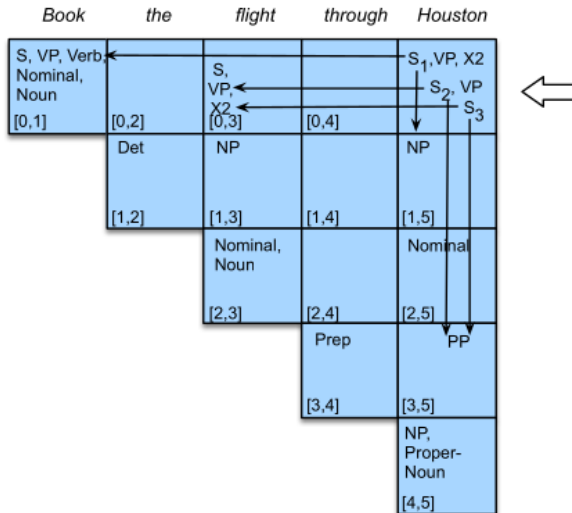 Book the flight through Houston
S, VP, Verb, Nominal, Noun
[0,1]
[0,2]
S, VP, X2
[0,3]
[0,4]
S1,VP, X2
S2, VP
S3
Det
[1,2]
NP
[1,3]
[1,4]
NP
[1,5]
Nominal, Noun
[2,3]
[2,4]
Nominal
[2,5]
Prep
[3,4]
PP
[3,5]
NP, Proper-Noun
[4,5]